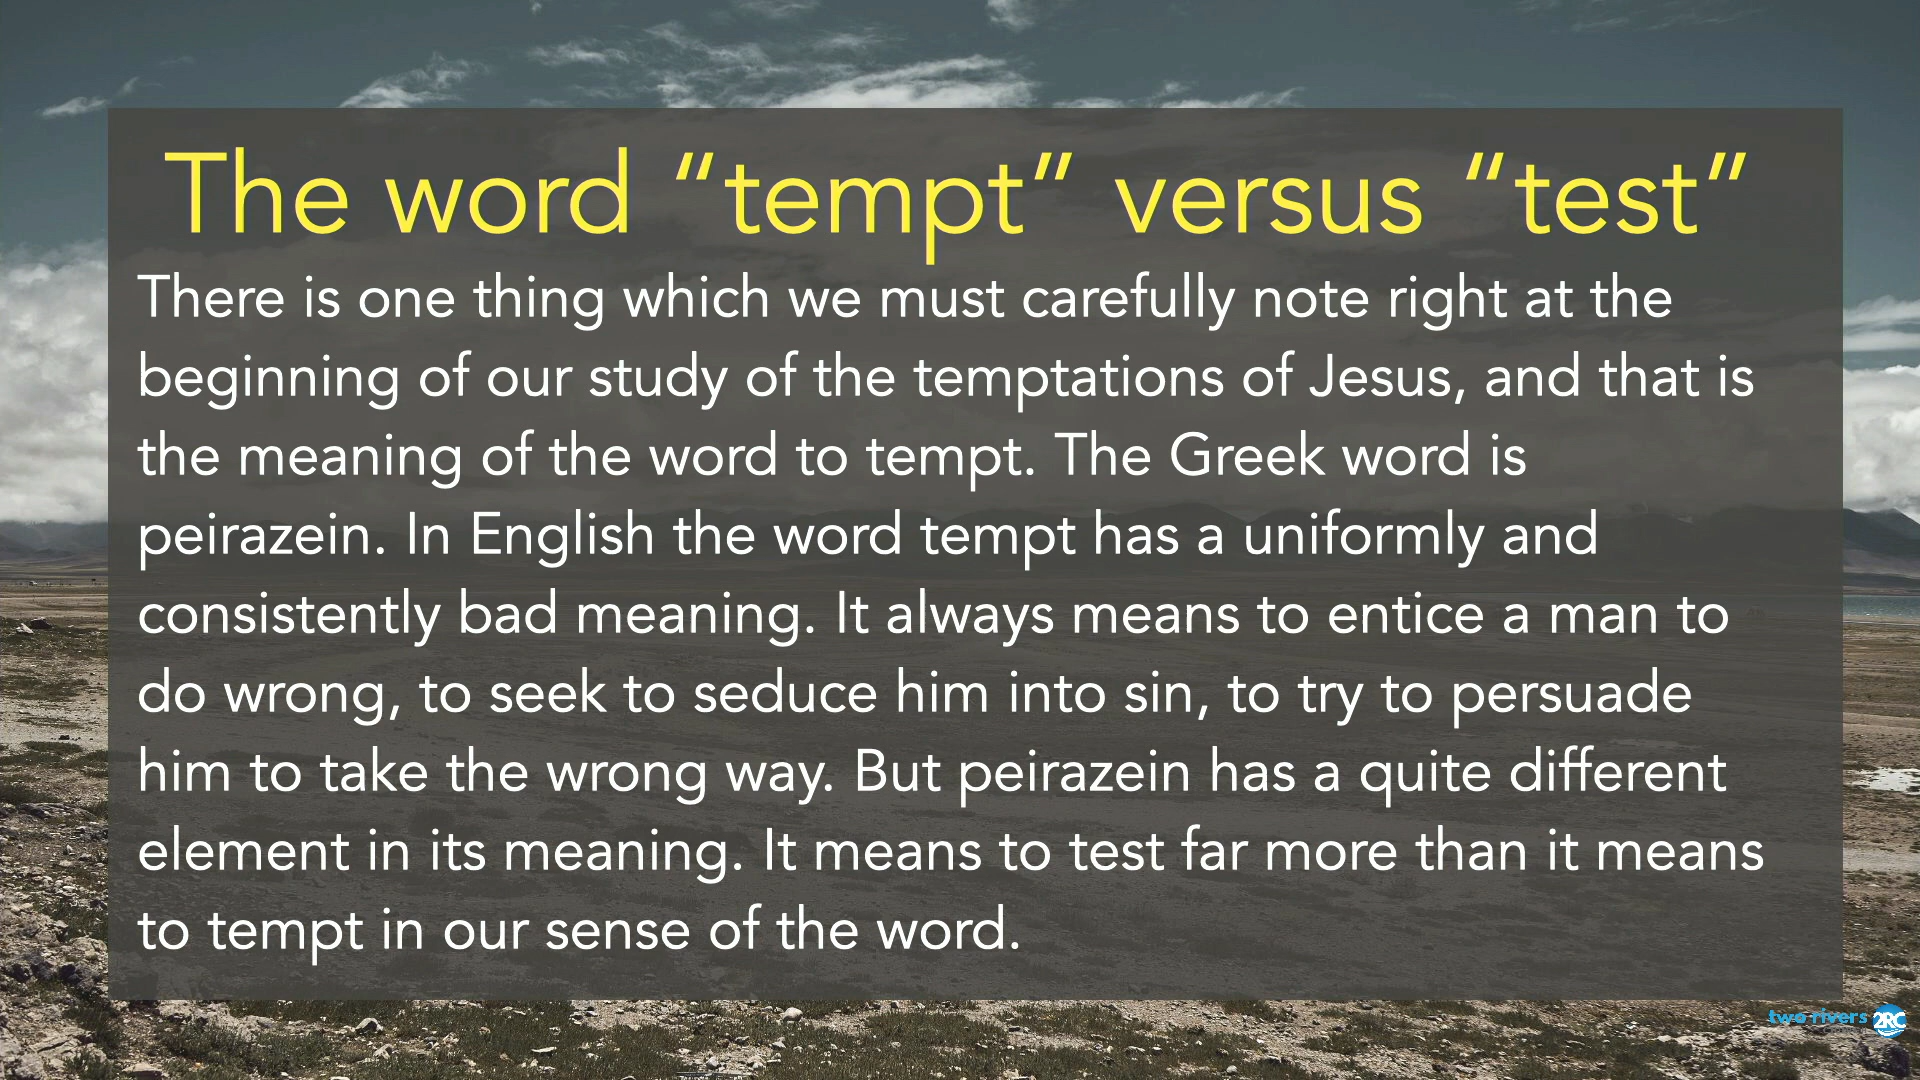 The word “tempt” versus “test”
There is one thing which we must carefully note right at the
beginning of our study of the temptations of Jesus, and that is
the meaning of the word to tempt. The Greek word is
peirazein. In English the word tempt has a uniformly and
consistently bad meaning. It always means to entice a man to
do wrong, to seek to seduce him into sin, to try to persuade
him to take the wrong way. But peirazein has a quite different
element in its meaning. It means to test far more than it means
to tempt in our sense of the word.
two rivers 2RC